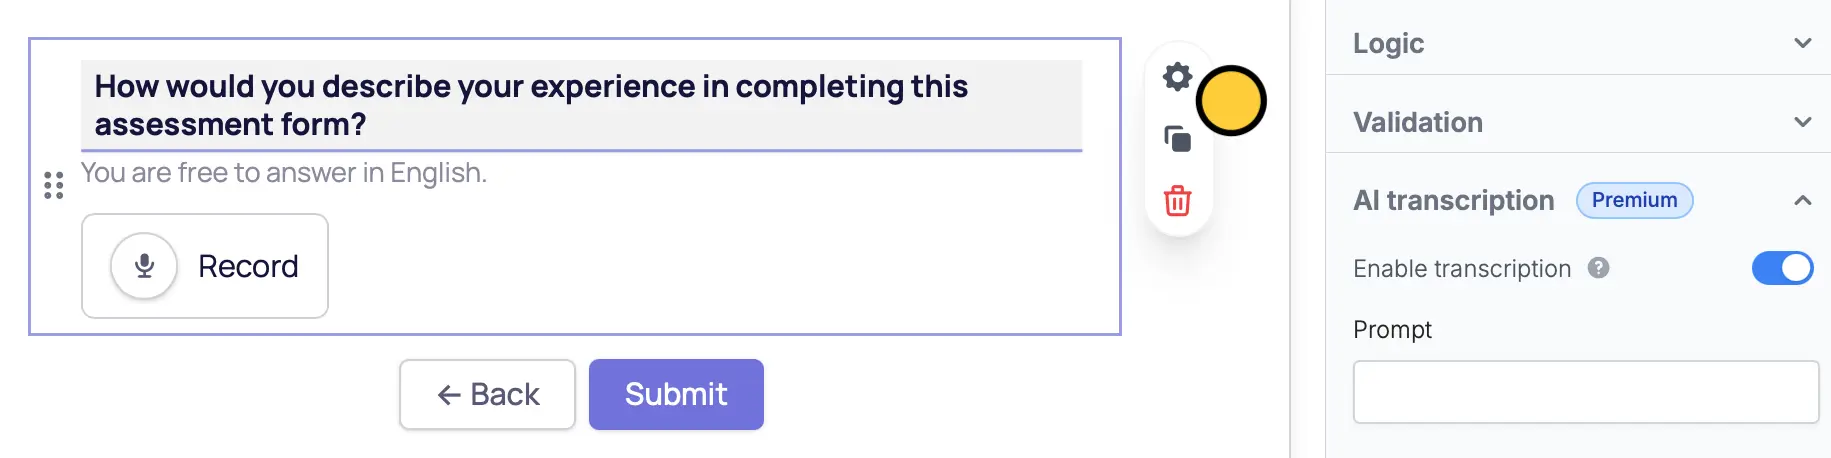 How would you describe your experience in completing this
assessment form?
You are free to answer in English.
Record
← Back
Submit
Logic
Validation
AI transcription Premium
Enable transcription ?
Prompt